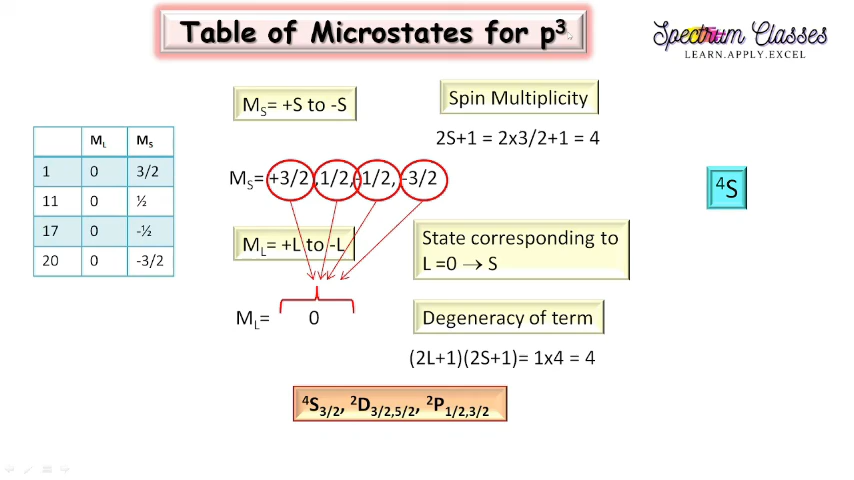 Table of Microstates for p³
Spectrum Classes
LEARN.APPLY.EXCEL
M_S= +S to -S
Spin Multiplicity
2S+1 = 2x3/2+1 = 4
M_L M_S
1 0 3/2
11 0 ½
17 0 -½
20 0 -3/2
M_S= +3/2 ,1/2,-1/2, -3/2
⁴S
M_L= +L to -L
State corresponding to
L =0 → S
M_L= 0
Degeneracy of term
(2L+1)(2S+1)= 1x4 = 4
⁴S_3/2, ²D_3/2,5/2, ²P_1/2,3/2